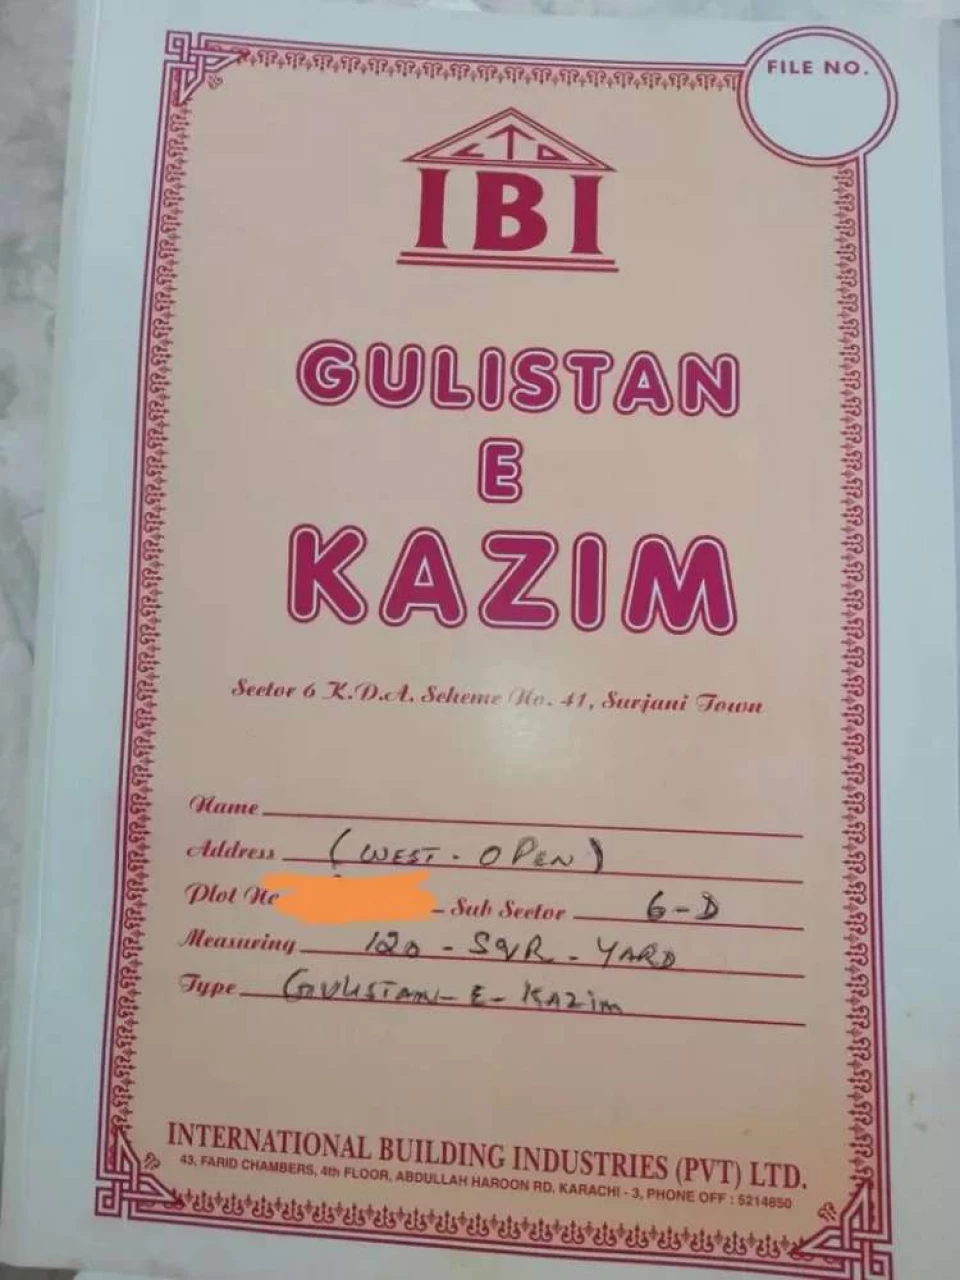 FILE NO.
LTD
IBI
GULISTAN
E
KAZIM
Sector 6 K.D.A. Scheme No. 41, Surjani Town
Name
Address (WEST - OPEN)
Plot No Sub Sector 6-D
Measuring 120 - SQR - YARD
Type GULISTAN - E - KAZim
INTERNATIONAL BUILDING INDUSTRIES (PVT) LTD.
43, FARID CHAMBERS, 4th FLOOR, ABDULLAH HAROON RD, KARACHI - 3, PHONE OFF : 5214650